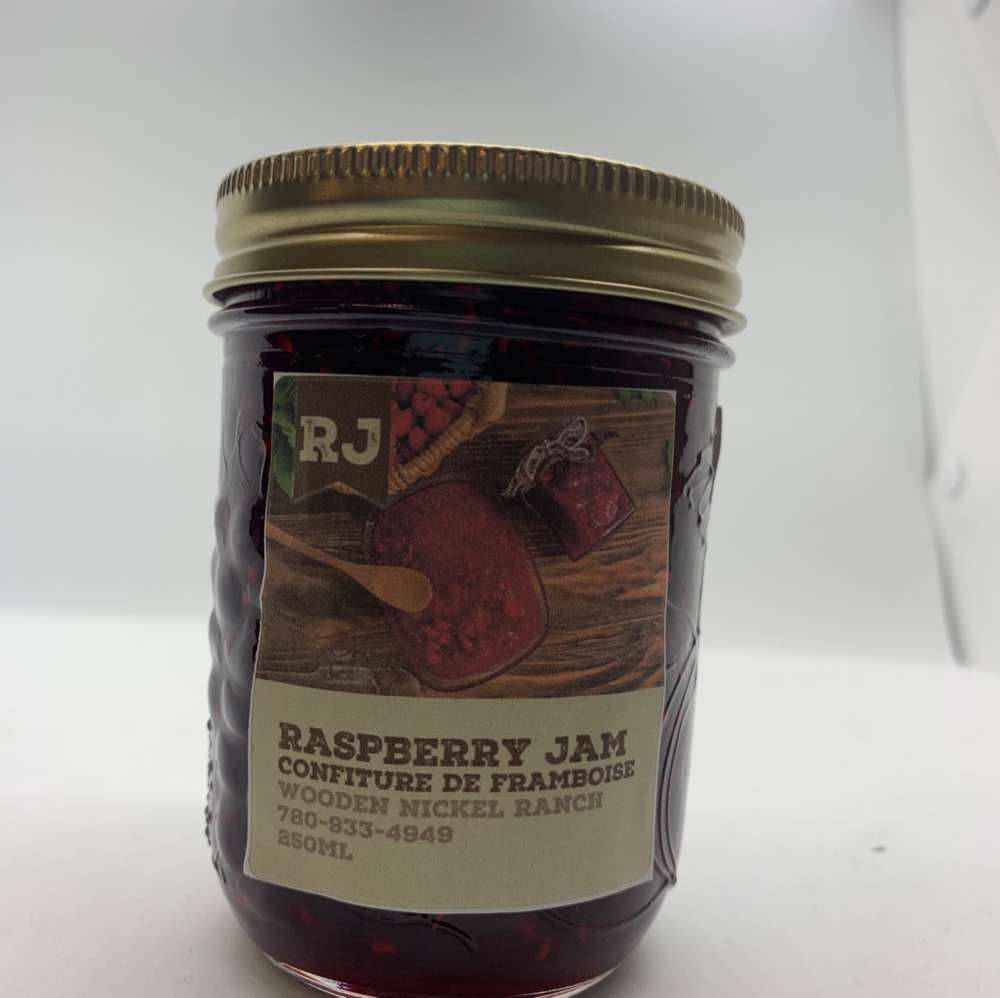 RJ
RASPBERRY JAM
CONFITURE DE FRAMBOISE
WOODEN NICKEL RANCH
780-933-4949
250ML